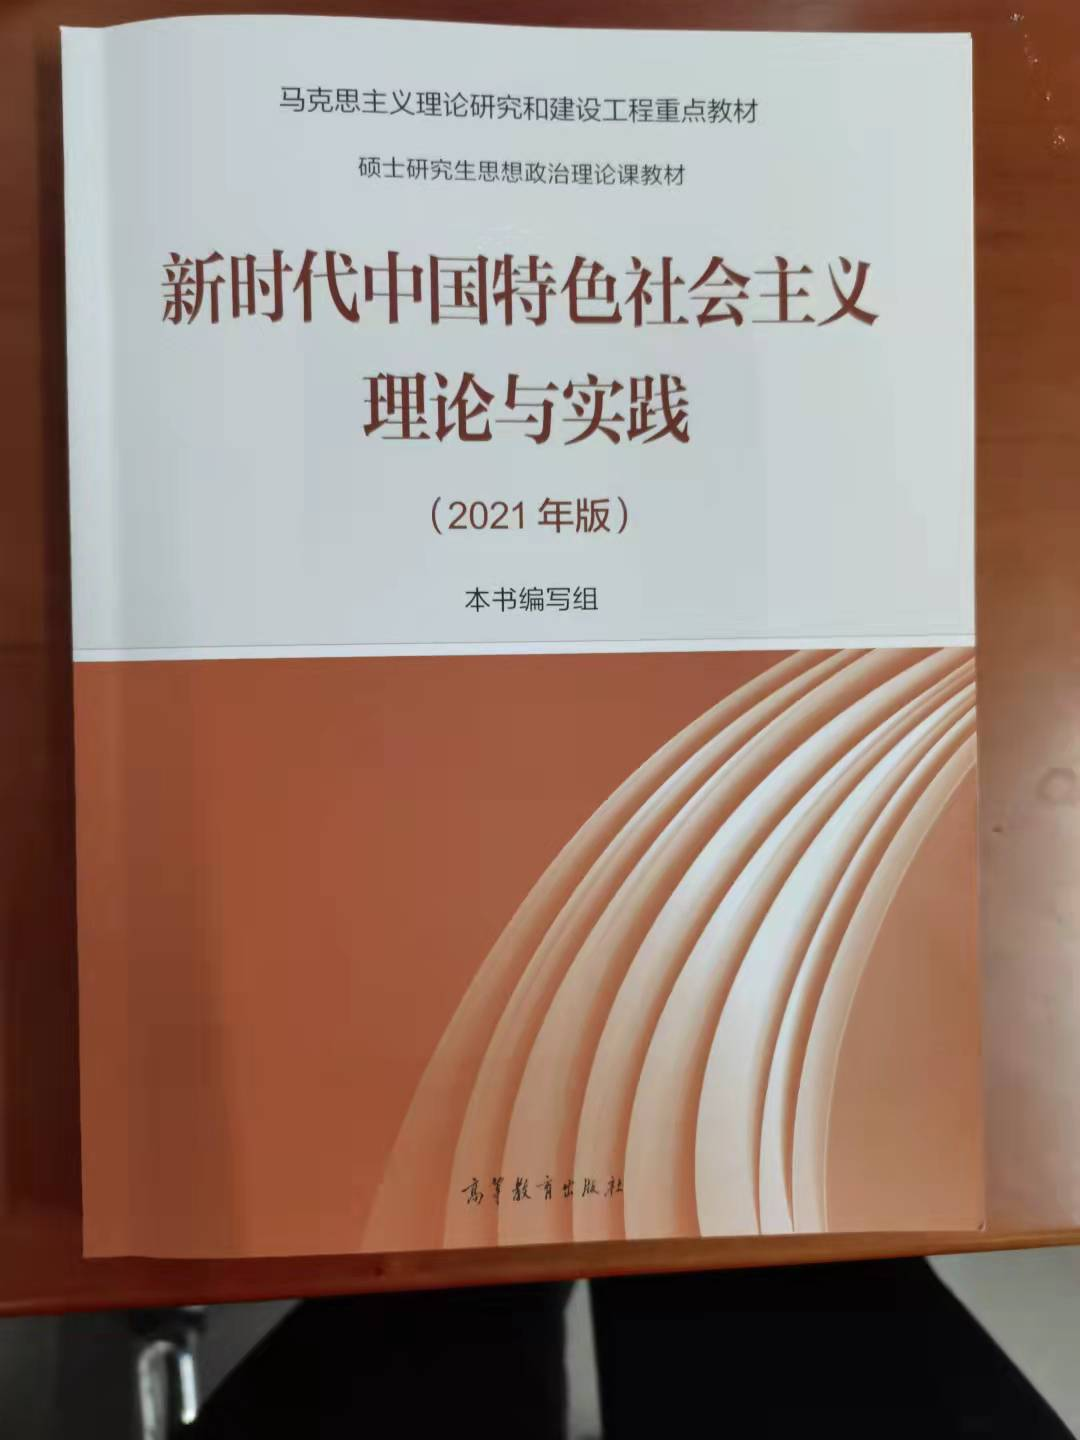 马克思主义理论研究和建设工程重点教材
硕士研究生思想政治理论课教材
新时代中国特色社会主义
理论与实践
（2021年版）
本书编写组
高等教育出版社